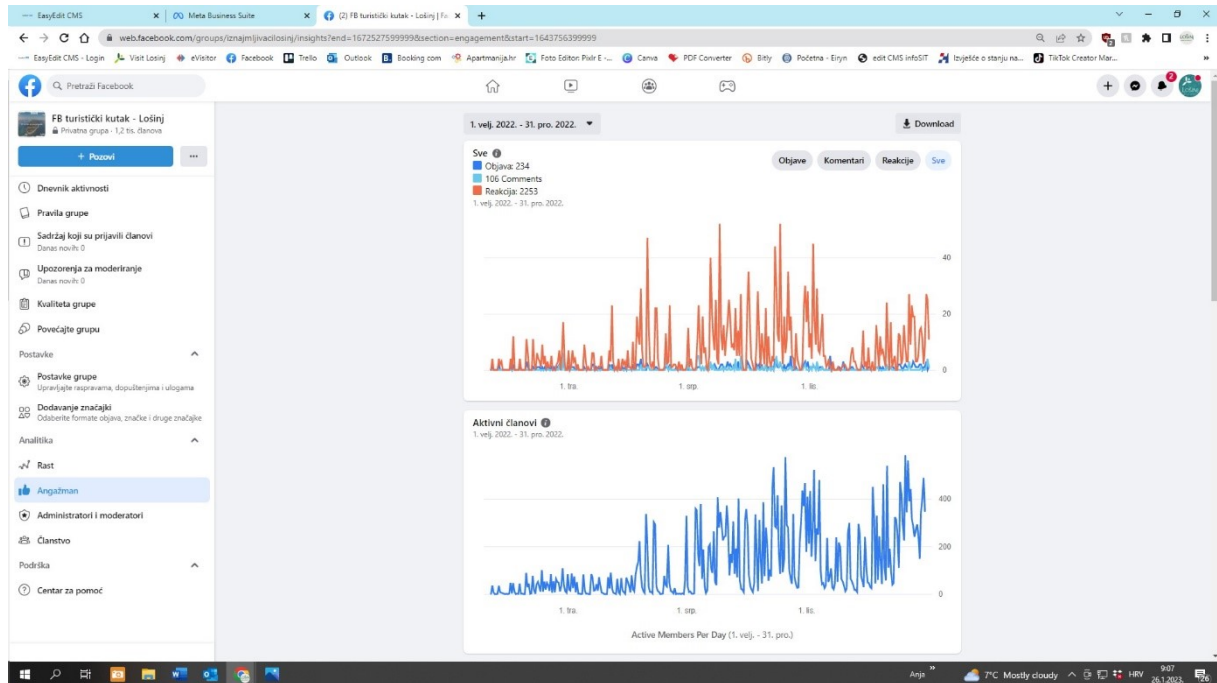 EasyEdit CMS
Meta Business Suite
(2) FB turistički kutak - Lošinj | Fa
web.facebook.com/groups/iznajmljivacilosinj/insights?end=1672527599999&section=engagement&start=1643756399999
EasyEdit CMS - Login
Visit Losinj
eVisitor
Facebook
Trello
Outlook
Booking com
Apartmanija.hr
Foto Editor: Pixlr E -...
Canva
PDF Converter
Bitly
Početna - Eiryn
edit CMS infoSIT
Izvješće o stanju na...
TikTok Creator Mar...
Pretraži Facebook
2
FB turistički kutak - Lošinj
Privatna grupa · 1,2 tis. članova
+ Pozovi
Dnevnik aktivnosti
Pravila grupe
Sadržaj koji su prijavili članovi
Danas novih: 0
Upozorenja za moderiranje
Danas novih: 0
Kvaliteta grupe
Povećajte grupu
Postavke
Postavke grupe
Upravljajte raspravama, dopuštenjima i ulogama
Dodavanje značajki
Odaberite formate objava, značke i druge značajke
Analitika
Rast
Angažman
Administratori i moderatori
Članstvo
Podrška
Centar za pomoć
1. velj. 2022. - 31. pro. 2022.
Download
Sve
Objava: 234
106 Comments
Reakcija: 2253
1. velj. 2022. - 31. pro. 2022.
Objave Komentari Reakcije Sve
40
20
0
1. tra. 1. srp. 1. lis.
Aktivni članovi
1. velj. 2022. - 31. pro. 2022.
400
200
0
1. tra. 1. srp. 1. lis.
Active Members Per Day (1. velj. - 31. pro.)
Anja
7°C Mostly cloudy
HRV
9:07
26.1.2023.